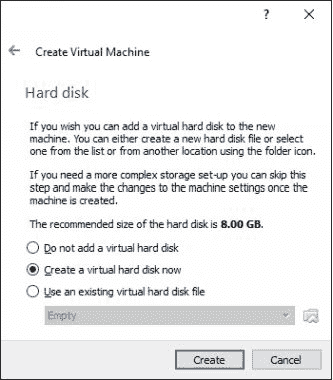 ?
Create Virtual Machine
Hard disk
If you wish you can add a virtual hard disk to the new
machine. You can either create a new hard disk file or select
one from the list or from another location using the folder icon.
If you need a more complex storage set-up you can skip this
step and make the changes to the machine settings once the
machine is created.
The recommended size of the hard disk is 8.00 GB.
Do not add a virtual hard disk
Create a virtual hard disk now
Use an existing virtual hard disk file
Empty
Create Cancel